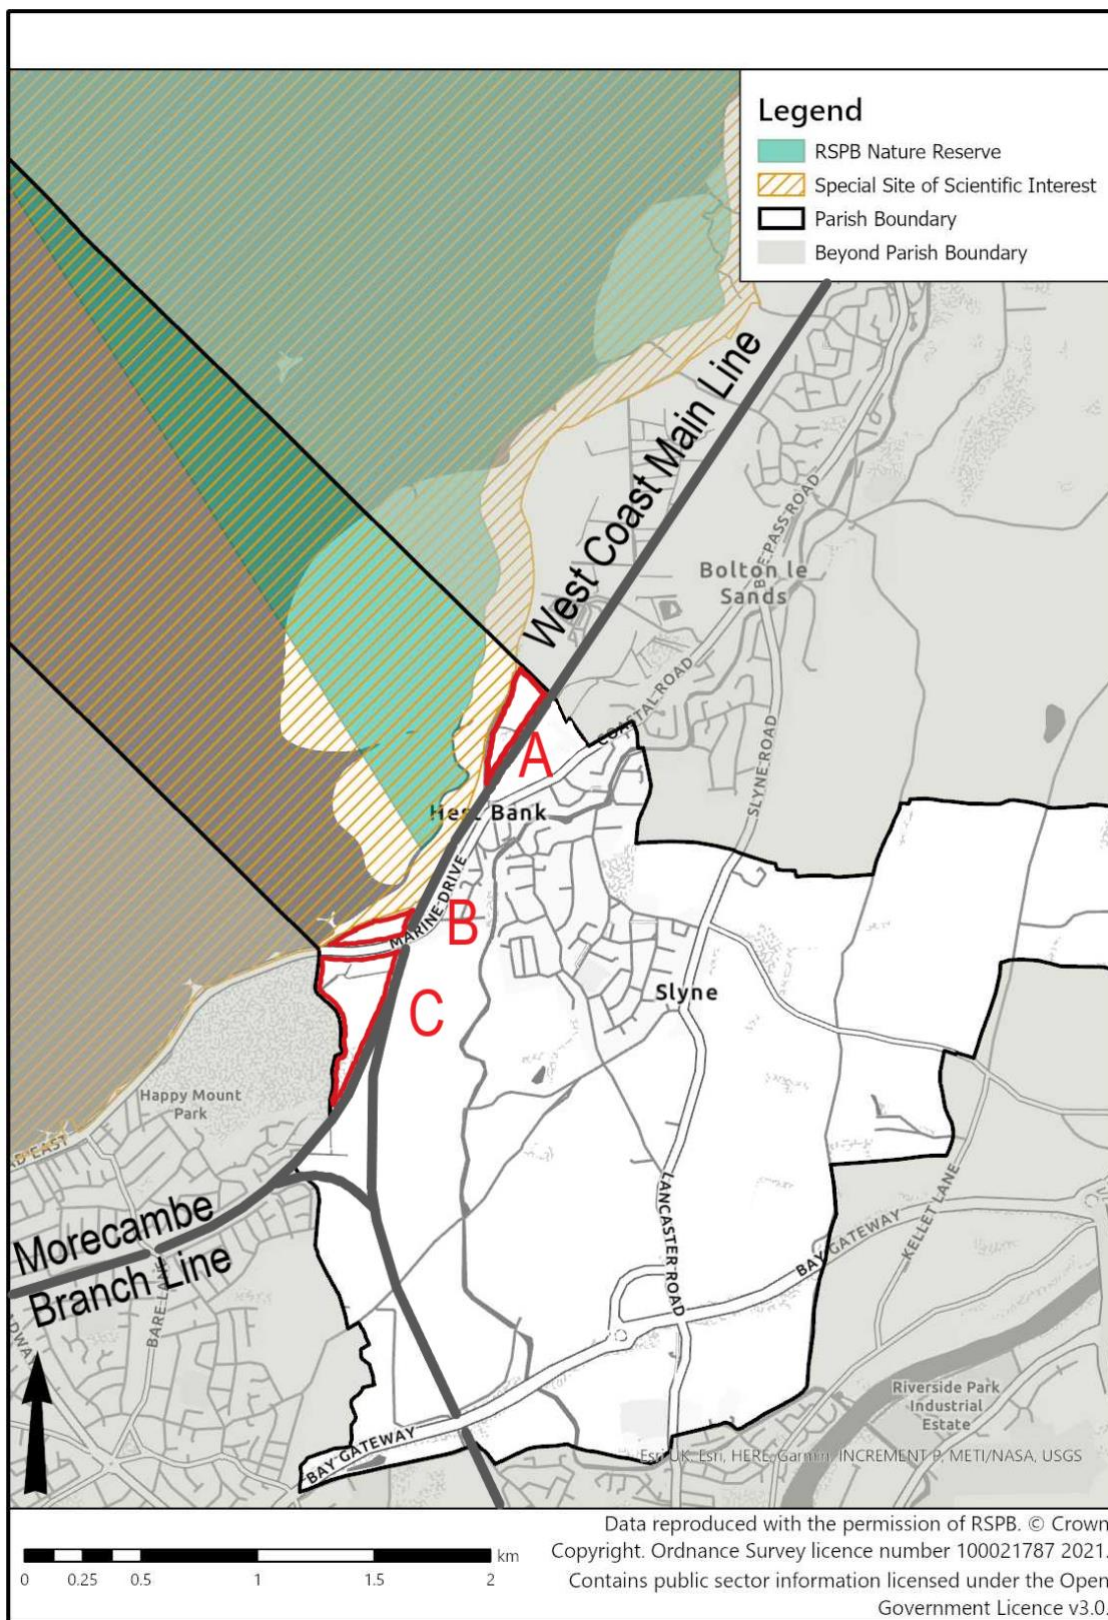 Legend
RSPB Nature Reserve
Special Site of Scientific Interest
Parish Boundary
Beyond Parish Boundary
West Coast Main Line
BYE PASS ROAD
Bolton le
Sands
COASTAL ROAD
SLYNE ROAD
A
Hest Bank
MARINE DRIVE
B
C
Slyne
Happy Mount
Park
AD EAST
Morecambe
Branch Line
BARE LANE
LANCASTER ROAD
BAY GATEWAY
KELLET LANE
Riverside Park
Industrial
Estate
BAY GATEWAY
Esri UK, Esri, HERE, Garmin, INCREMENT P, METI/NASA, USGS
Data reproduced with the permission of RSPB. © Crown
Copyright. Ordnance Survey licence number 100021787 2021.
Contains public sector information licensed under the Open
Government Licence v3.0.
km
0 0.25 0.5 1 1.5 2